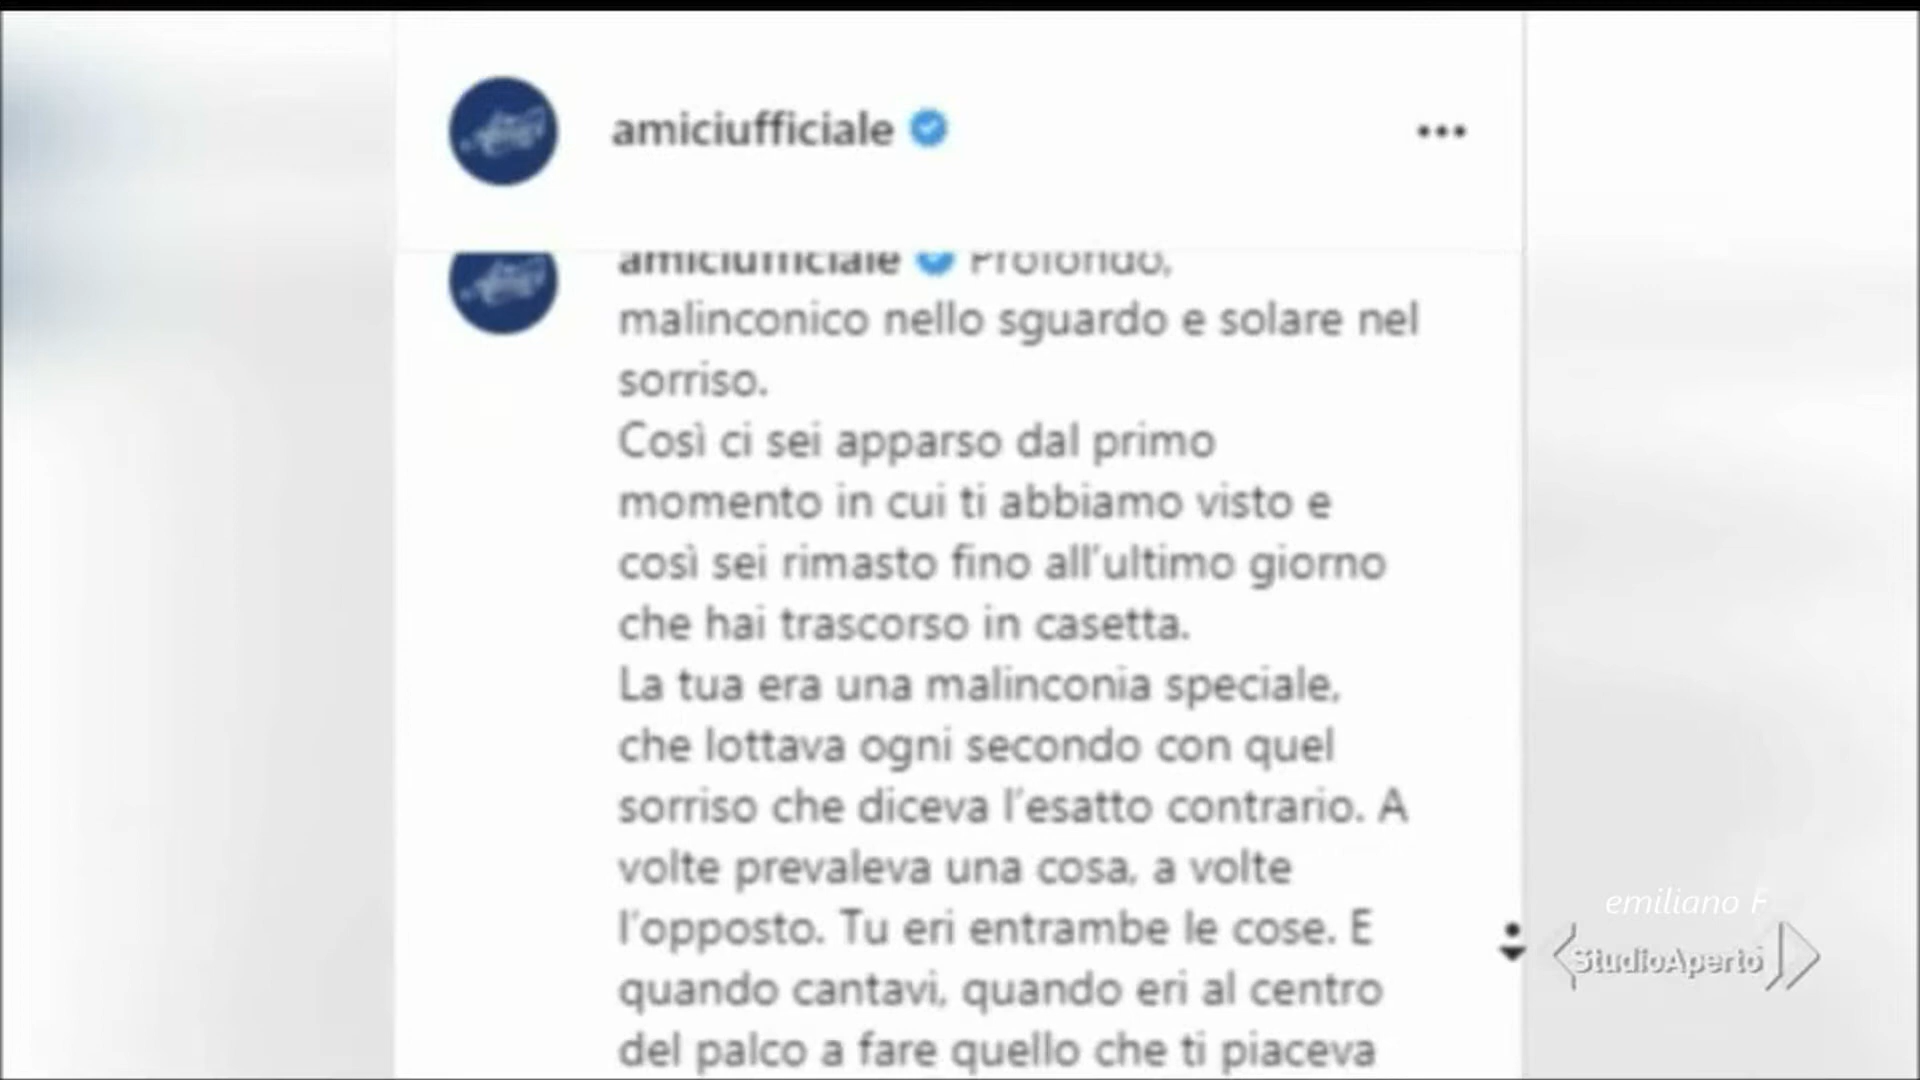 amiciufficiale
amiciufficiale Profondo,
malinconico nello sguardo e solare nel
sorriso.
Così ci sei apparso dal primo
momento in cui ti abbiamo visto e
così sei rimasto fino all'ultimo giorno
che hai trascorso in casetta.
La tua era una malinconia speciale,
che lottava ogni secondo con quel
sorriso che diceva l'esatto contrario. A
volte prevaleva una cosa, a volte
l'opposto. Tu eri entrambe le cose. E
quando cantavi, quando eri al centro
del palco a fare quello che ti piaceva
emiliano F
StudioAperto